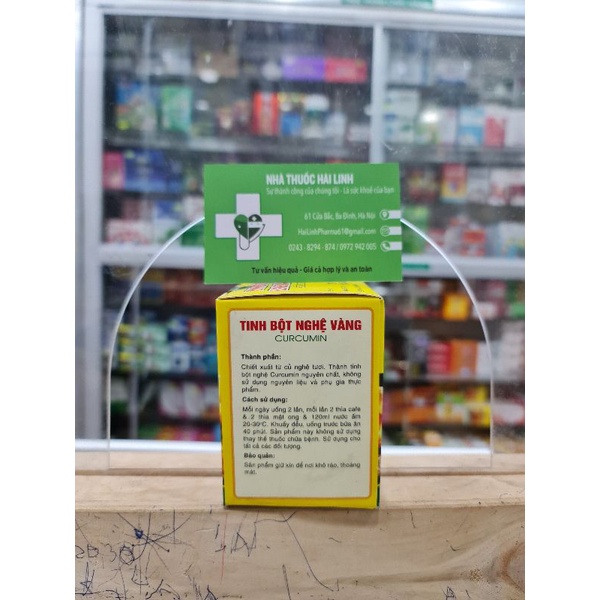 NHÀ THUỐC HẢI LINH
Sự thành công của chúng tôi - Là sức khoẻ của bạn
61 Cửa Bắc, Ba Đình, Hà Nội
HaiLinhPharma61@gmail.com
0243 - 8294 - 874 / 0972 942 005
Tư vấn hiệu quả - Giá cả hợp lý và an toàn
TINH BỘT NGHỆ VÀNG
CURCUMIN
Thành phần:
Chiết xuất từ củ nghệ tươi. Thành tinh
bột nghệ Curcumin nguyên chất, không
sử dụng nguyên liệu và phụ gia thực
phẩm.
Cách sử dụng:
Mỗi ngày uống 2 lần, mỗi lần 2 thìa cafe
& 2 thìa mật ong & 120ml nước ấm
20-30°C. Khuấy đều, uống trước bữa ăn
40 phút. Sản phẩm này không sử dụng
thay thế thuốc chữa bệnh. Sử dụng cho
tất cả các đối tượng.
Bảo quản:
Sản phẩm giữ xin để nơi khô ráo, thoáng
mát.